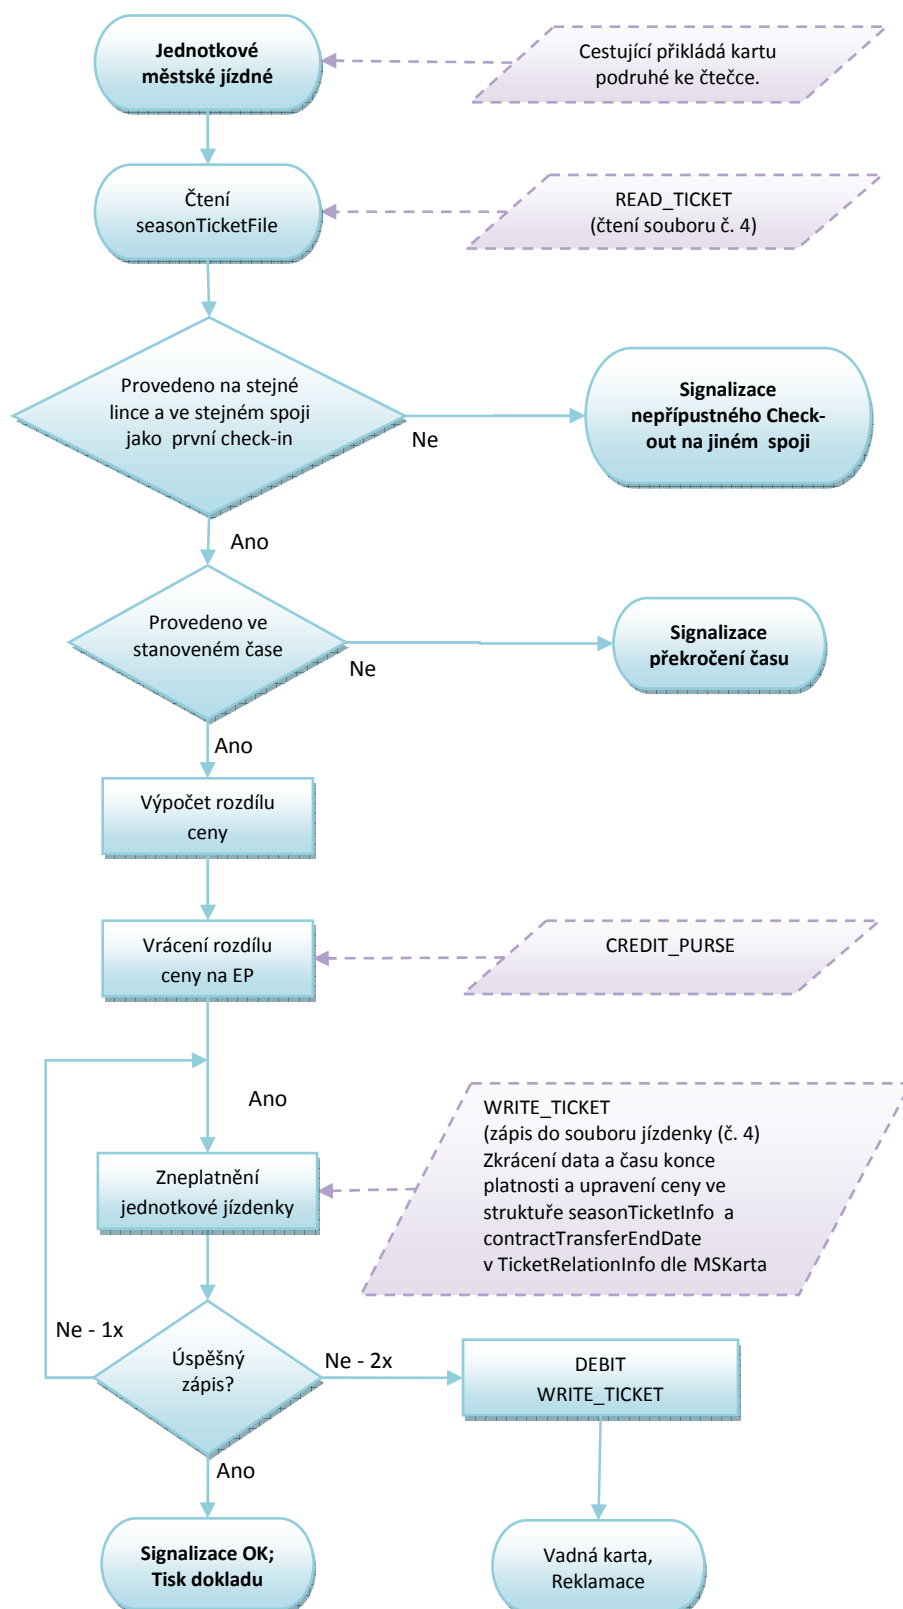 Jednotkové
městské jízdné
Cestující přikládá kartu
podruhé ke čtečce.
Čtení
seasonTicketFile
READ_TICKET
(čtení souboru č. 4)
Provedeno na stejné
lince a ve stejném spoji
jako první check-in
Ne
Signalizace
nepřípustného Check-
out na jiném spoji
Ano
Provedeno ve
stanoveném čase
Ne
Signalizace
překročení času
Ano
Výpočet rozdílu
ceny
Vrácení rozdílu
ceny na EP
CREDIT_PURSE
Ano
WRITE_TICKET
(zápis do souboru jízdenky (č. 4)
Zkrácení data a času konce
platnosti a upravení ceny ve
struktuře seasonTicketInfo a
contractTransferEndDate
v TicketRelationInfo dle MSKarta
Zneplatnění
jednotkové jízdenky
Ne - 1x
Úspěšný
zápis?
Ne - 2x
DEBIT
WRITE_TICKET
Ano
Signalizace OK;
Tisk dokladu
Vadná karta,
Reklamace